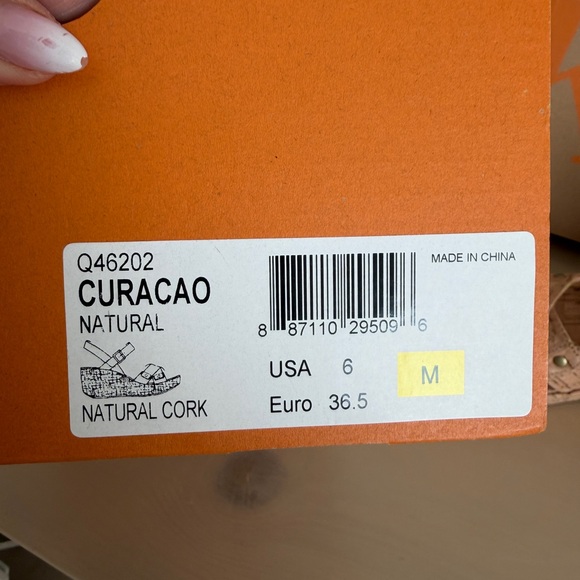 Q46202
CURACAO
NATURAL
NATURAL CORK
8 87110 29509 6
MADE IN CHINA
USA 6
Euro 36.5
M